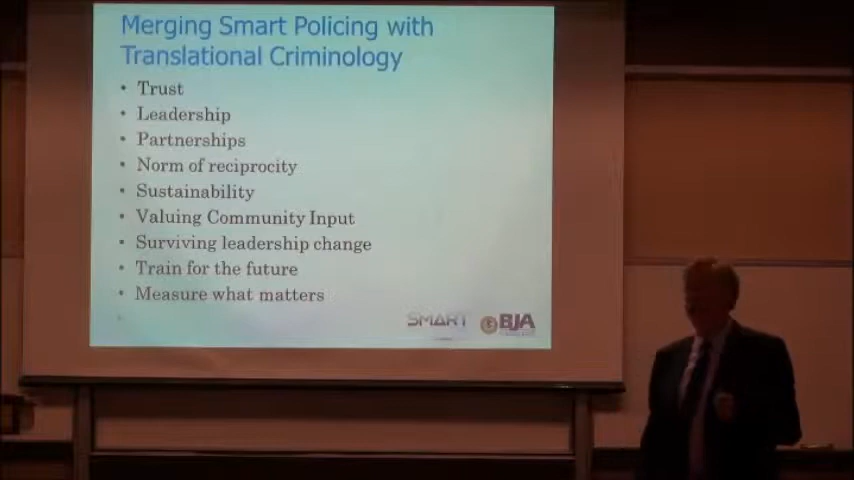 Merging Smart Policing with
Translational Criminology
• Trust
• Leadership
• Partnerships
• Norm of reciprocity
• Sustainability
• Valuing Community Input
• Surviving leadership change
• Train for the future
• Measure what matters
SMART BJA